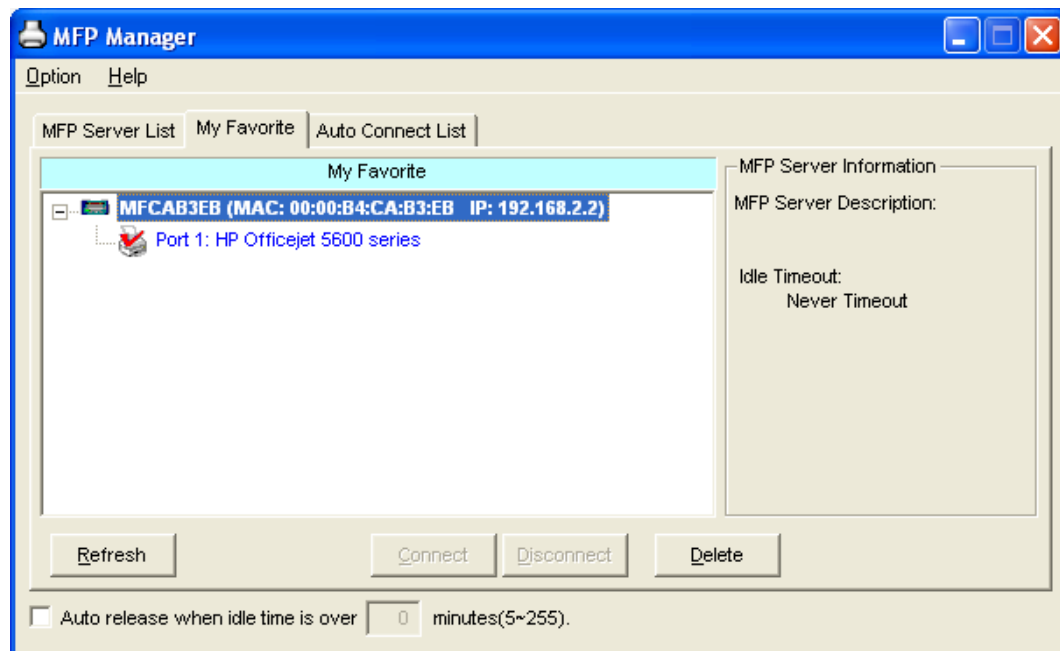 MFP Manager
Option Help
MFP Server List My Favorite Auto Connect List
My Favorite
MFCAB3EB (MAC: 00:00:B4:CA:B3:EB IP: 192.168.2.2)
Port 1: HP Officejet 5600 series
MFP Server Information
MFP Server Description:
Idle Timeout:
Never Timeout
Refresh Connect Disconnect Delete
Auto release when idle time is over 0 minutes(5~255).